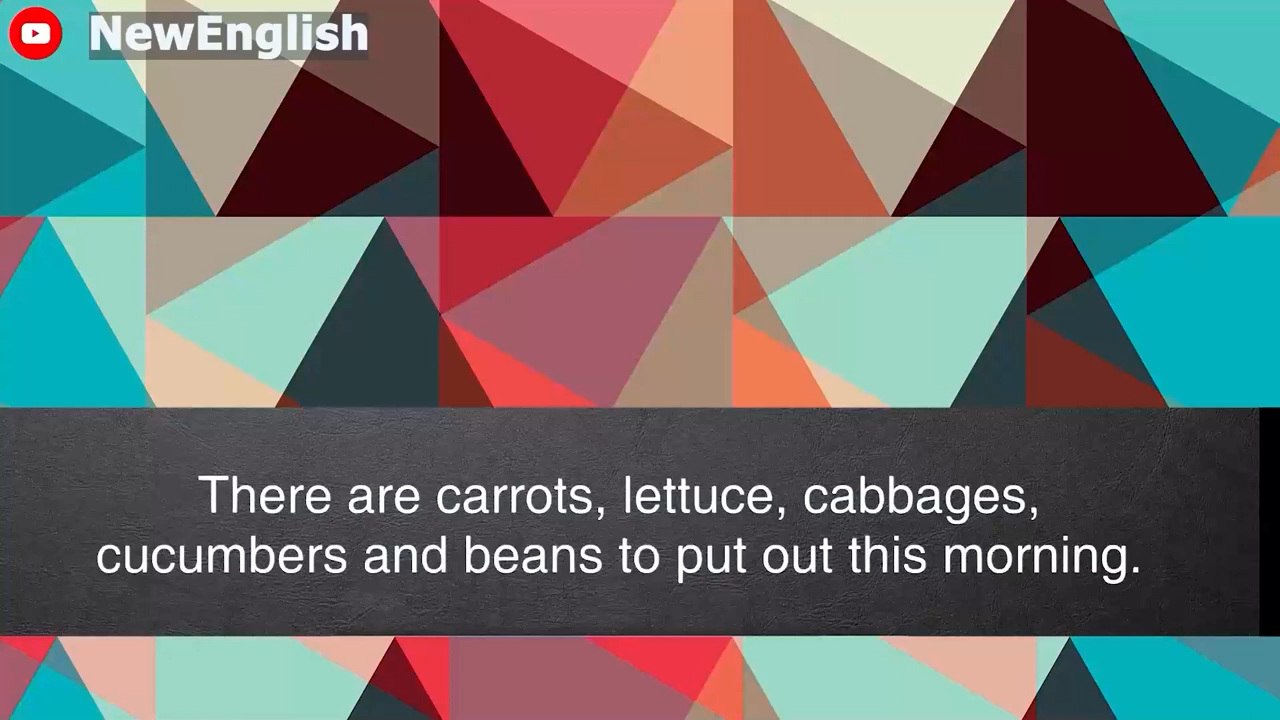 NewEnglish
There are carrots, lettuce, cabbages,
cucumbers and beans to put out this morning.